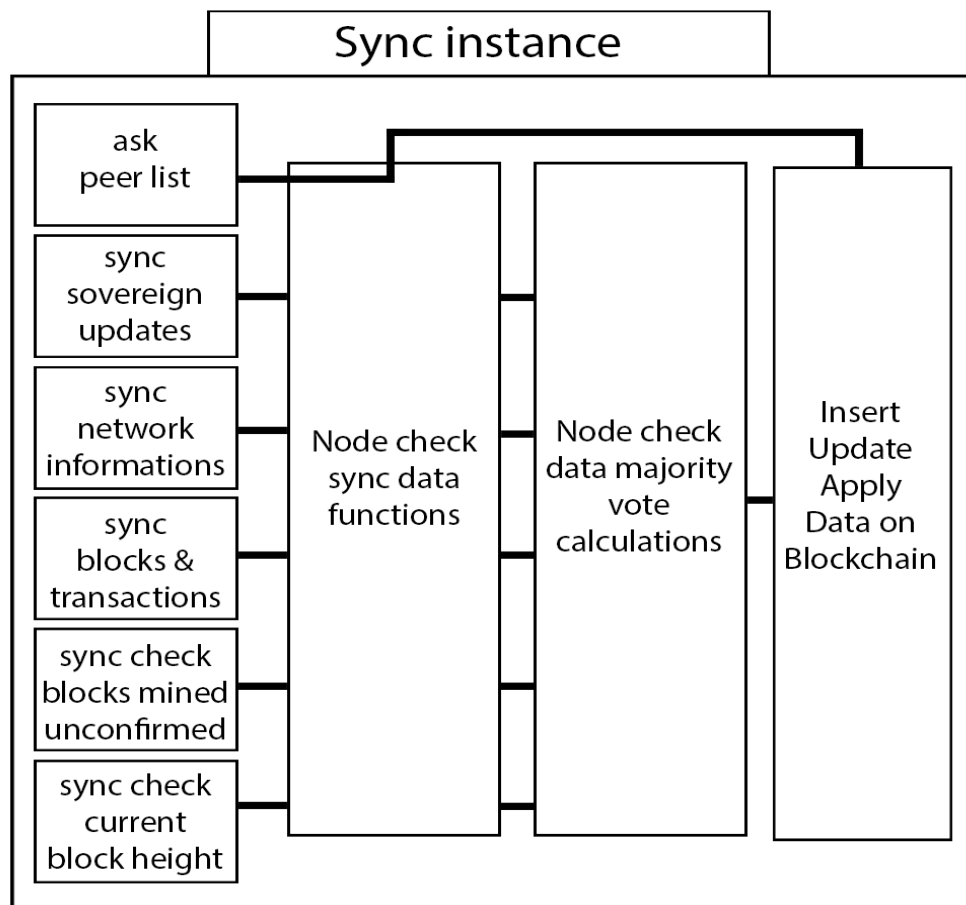 Sync instance
ask
peer list
sync
sovereign
updates
sync
network
informations
sync
blocks &
transactions
sync check
blocks mined
unconfirmed
sync check
current
block height
Node check
sync data
functions
Node check
data majority
vote
calculations
Insert
Update
Apply
Data on
Blockchain